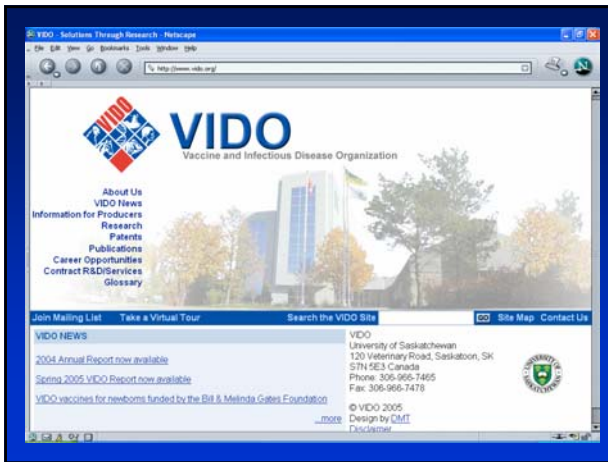 VIDO - Solutions Through Research - Netscape
File Edit View Go Bookmarks Tools Window Help
http://www.vido.org/
VIDO
VIDO
Vaccine and Infectious Disease Organization
About Us
VIDO News
Information for Producers
Research
Patents
Publications
Career Opportunities
Contract R&D/Services
Glossary
Join Mailing List Take a Virtual Tour Search the VIDO Site GO Site Map Contact Us
VIDO NEWS
2004 Annual Report now available
Spring 2005 VIDO Report now available
VIDO vaccines for newborns funded by the Bill & Melinda Gates Foundation
...more
VIDO
University of Saskatchewan
120 Veterinary Road, Saskatoon, SK
S7N 5E3 Canada
Phone: 306-966-7465
Fax: 306-966-7478
© VIDO 2005
Design by DMT
Disclaimer
UNIVERSITY OF
SASKATCHEWAN